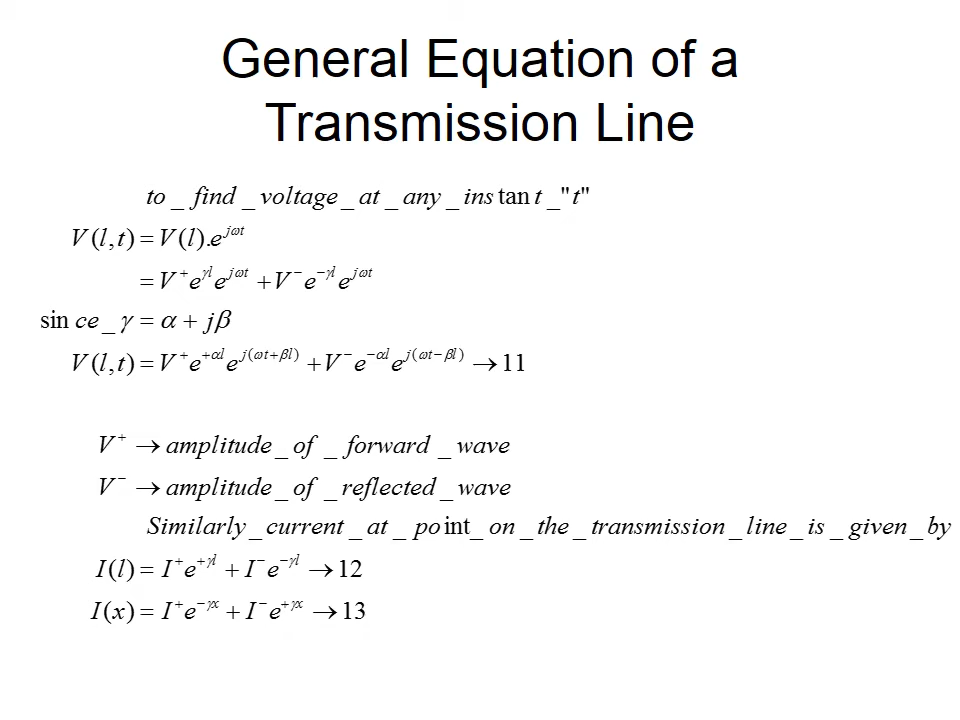 General Equation of a
Transmission Line
to _ find _ voltage _ at _ any _ ins tan t _"t"
V(l,t) = V(l).e^{jωt}
= V^{+}e^{γl}e^{jωt} + V^{−}e^{−γl}e^{jωt}
sin ce _ γ = α + jβ
V(l,t) = V^{+}e^{+αl}e^{j(ωt+βl)} + V^{−}e^{−αl}e^{j(ωt−βl)} → 11
V^{+} → amplitude _ of _ forward _ wave
V^{−} → amplitude _ of _ reflected _ wave
Similarly _ current _ at _ po int_ on _ the _ transmission _ line _ is _ given _ by
I(l) = I^{+}e^{+γl} + I^{−}e^{−γl} → 12
I(x) = I^{+}e^{−γx} + I^{−}e^{+γx} → 13